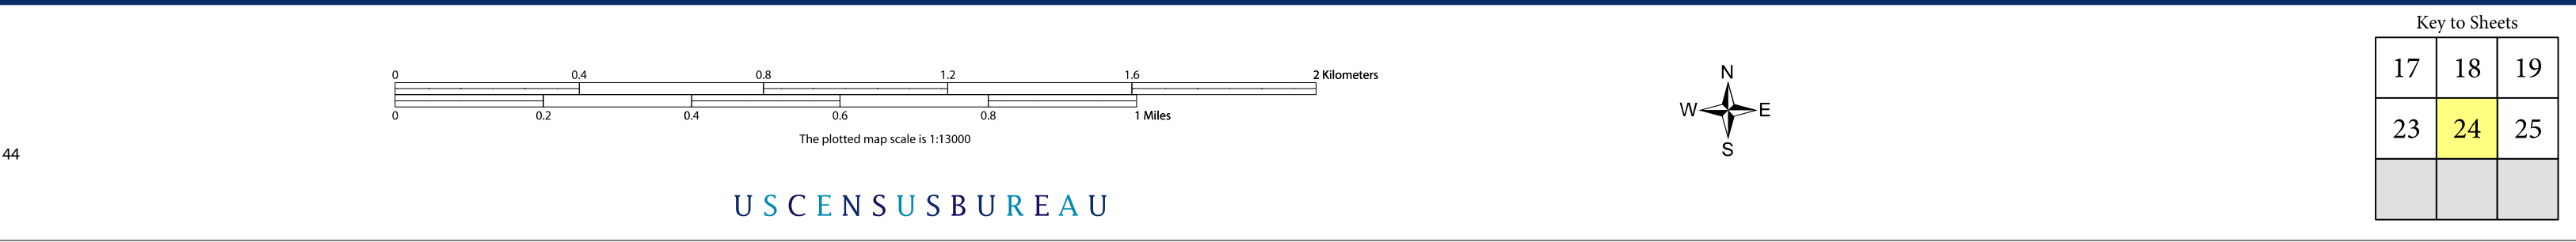 Key to Sheets
17 18 19
23 24 25
0 0.4 0.8 1.2 1.6 2 Kilometers
0 0.2 0.4 0.6 0.8 1 Miles
The plotted map scale is 1:13000
N
W E
S
44
USCENSUSBUREAU